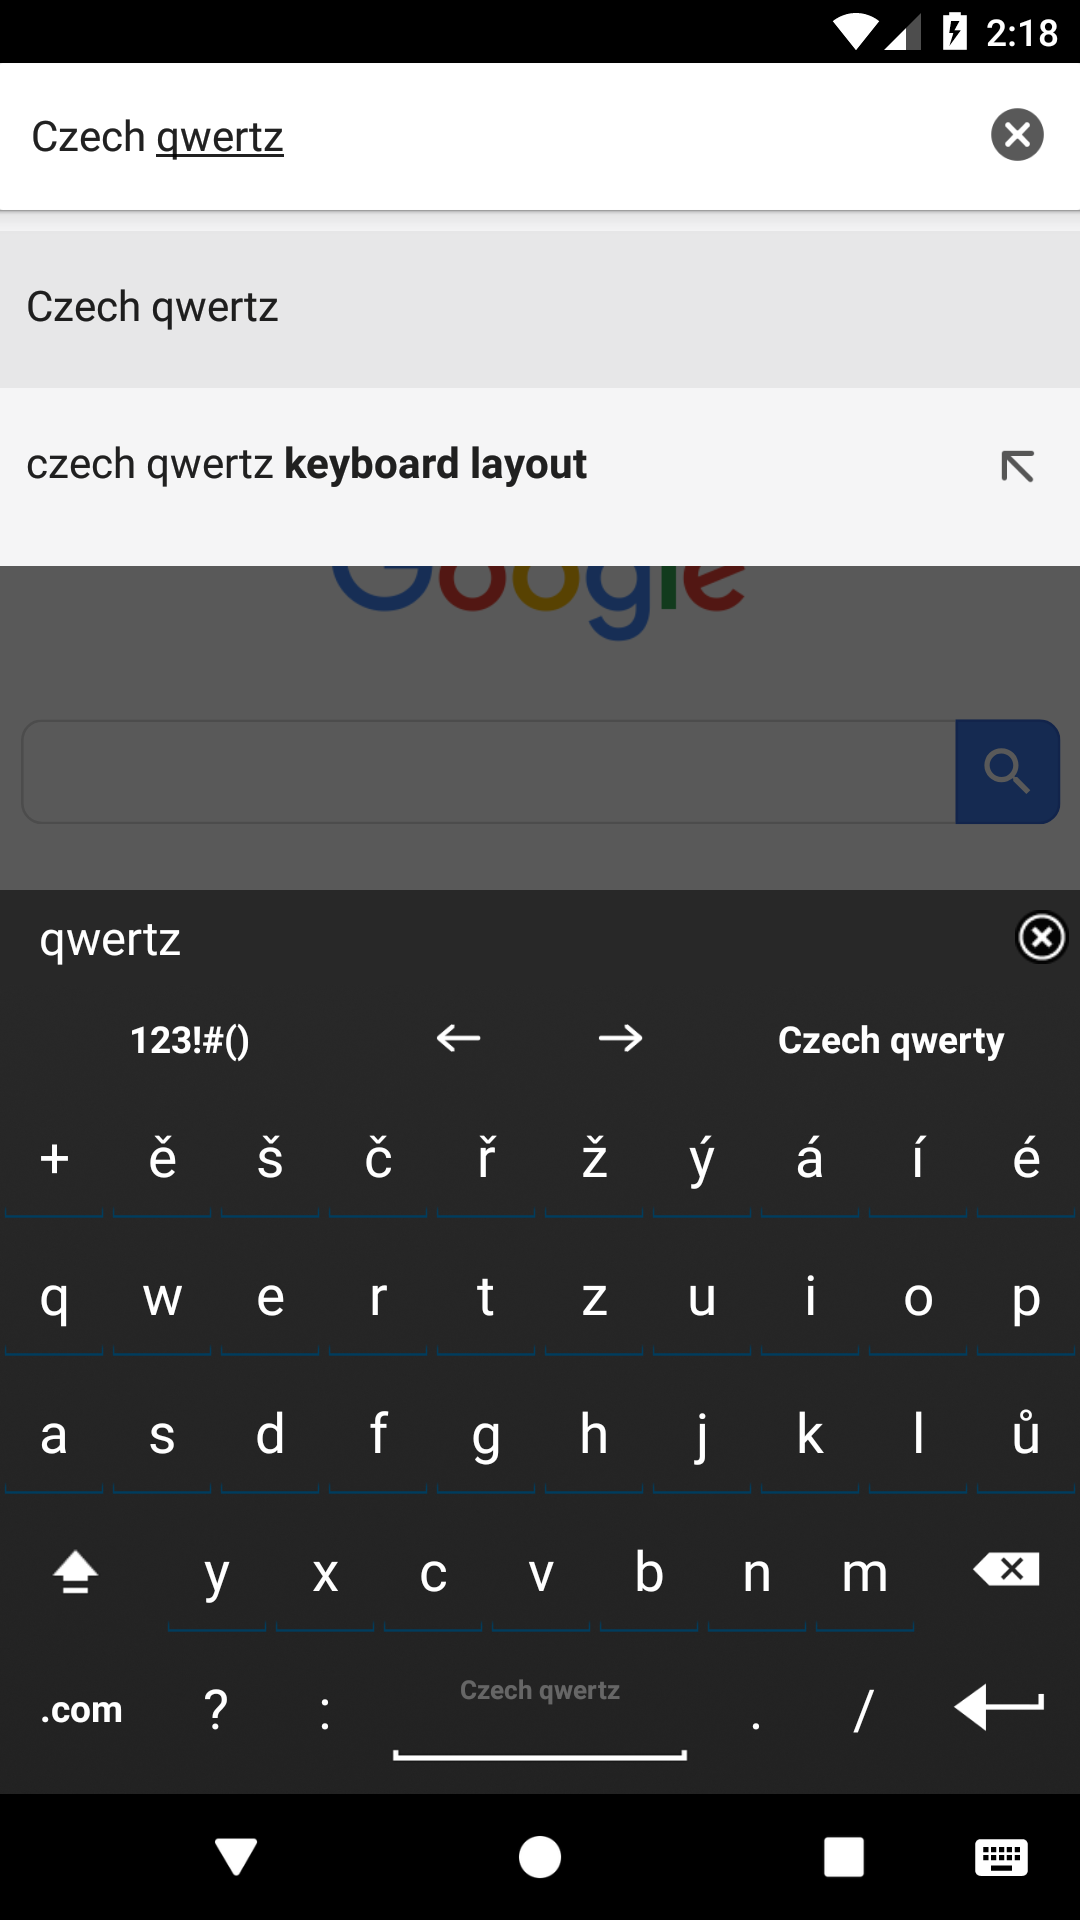 2:18
Czech qwertz
Czech qwertz
czech qwertz keyboard layout
Google
qwertz
123!#() ← → Czech qwerty
+ ě š č ř ž ý á í é
q w e r t z u i o p
a s d f g h j k l ů
y x c v b n m
.com ? : Czech qwertz . /